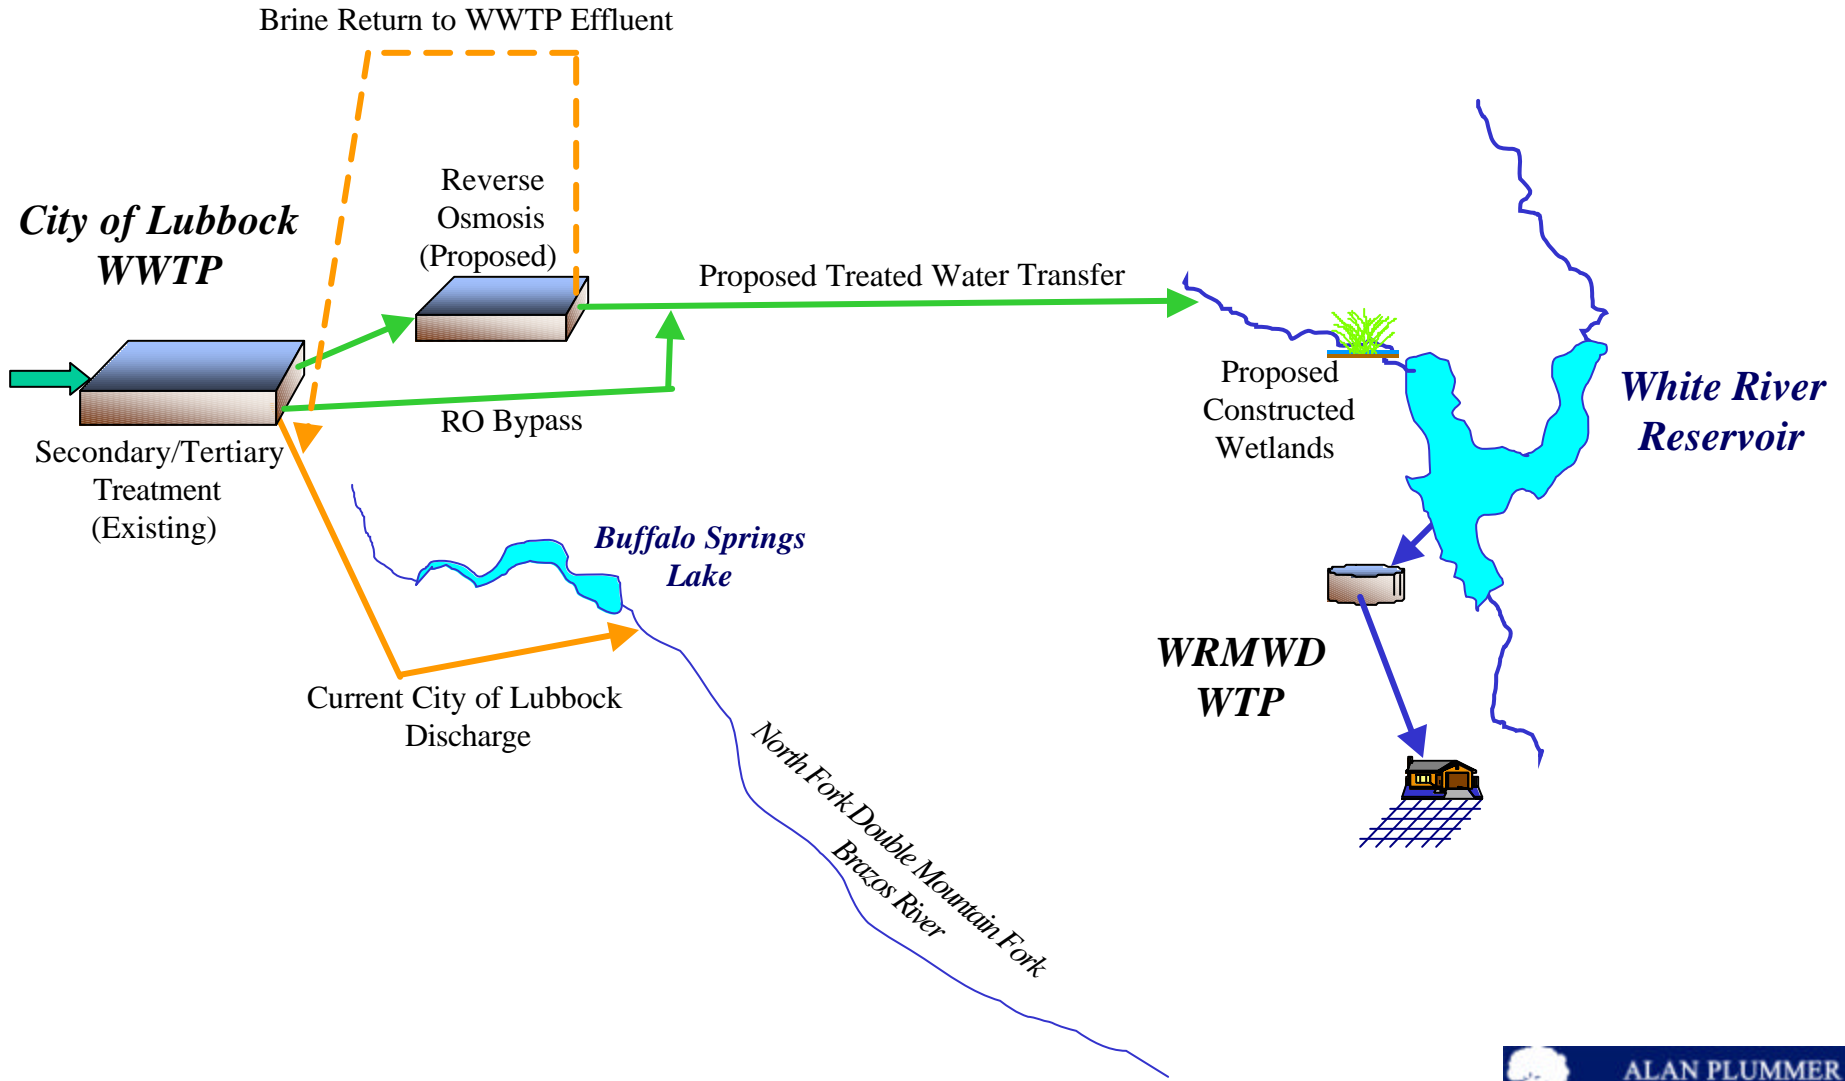 Brine Return to WWTP Effluent
Reverse
Osmosis
(Proposed)
City of Lubbock
WWTP
Proposed Treated Water Transfer
RO Bypass
Secondary/Tertiary
Treatment
(Existing)
Proposed
Constructed
Wetlands
White River
Reservoir
Buffalo Springs
Lake
Current City of Lubbock
Discharge
WRMWD
WTP
North Fork Double Mountain Fork
Brazos River
ALAN PLUMMER